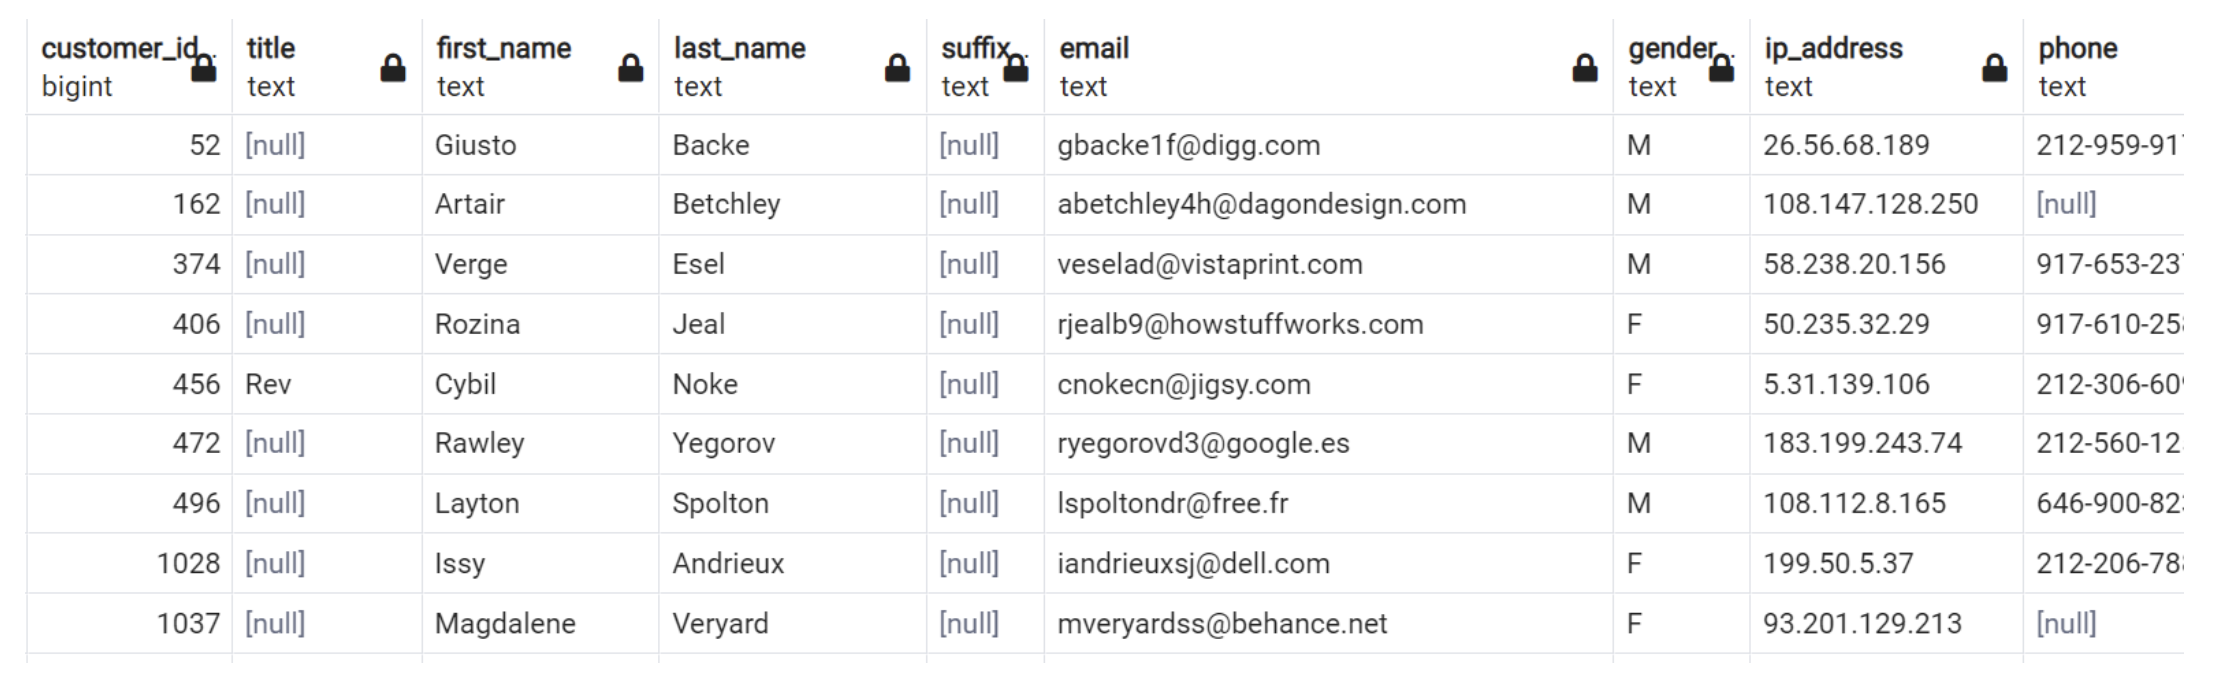 customer_id title first_name last_name suffix email gender ip_address phone
bigint text text text text text text text text
52 [null] Giusto Backe [null] gbacke1f@digg.com M 26.56.68.189 212-959-91
162 [null] Artair Betchley [null] abetchley4h@dagondesign.com M 108.147.128.250 [null]
374 [null] Verge Esel [null] veselad@vistaprint.com M 58.238.20.156 917-653-23
406 [null] Rozina Jeal [null] rjealb9@howstuffworks.com F 50.235.32.29 917-610-25
456 Rev Cybil Noke [null] cnokecn@jigsy.com F 5.31.139.106 212-306-60
472 [null] Rawley Yegorov [null] ryegorovd3@google.es M 183.199.243.74 212-560-12
496 [null] Layton Spolton [null] lspoltondr@free.fr M 108.112.8.165 646-900-82
1028 [null] Issy Andrieux [null] iandrieuxsj@dell.com F 199.50.5.37 212-206-78
1037 [null] Magdalene Veryard [null] mveryardss@behance.net F 93.201.129.213 [null]